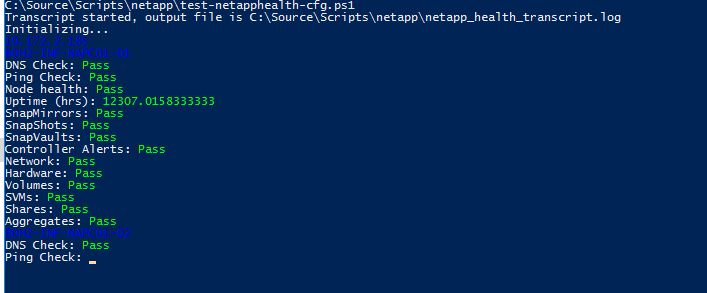 C:\Source\Scripts\netapp\test-netapphealth-cfg.ps1
Transcript started, output file is C:\Source\Scripts\netapp\netapp_health_transcript.log
Initializing...
DNS Check: Pass
Ping Check: Pass
Node health: Pass
Uptime (hrs): 12307.0158333333
SnapMirrors: Pass
SnapShots: Pass
SnapVaults: Pass
Controller Alerts: Pass
Network: Pass
Hardware: Pass
Volumes: Pass
SVMs: Pass
Shares: Pass
Aggregates: Pass
DNS Check: Pass
Ping Check: